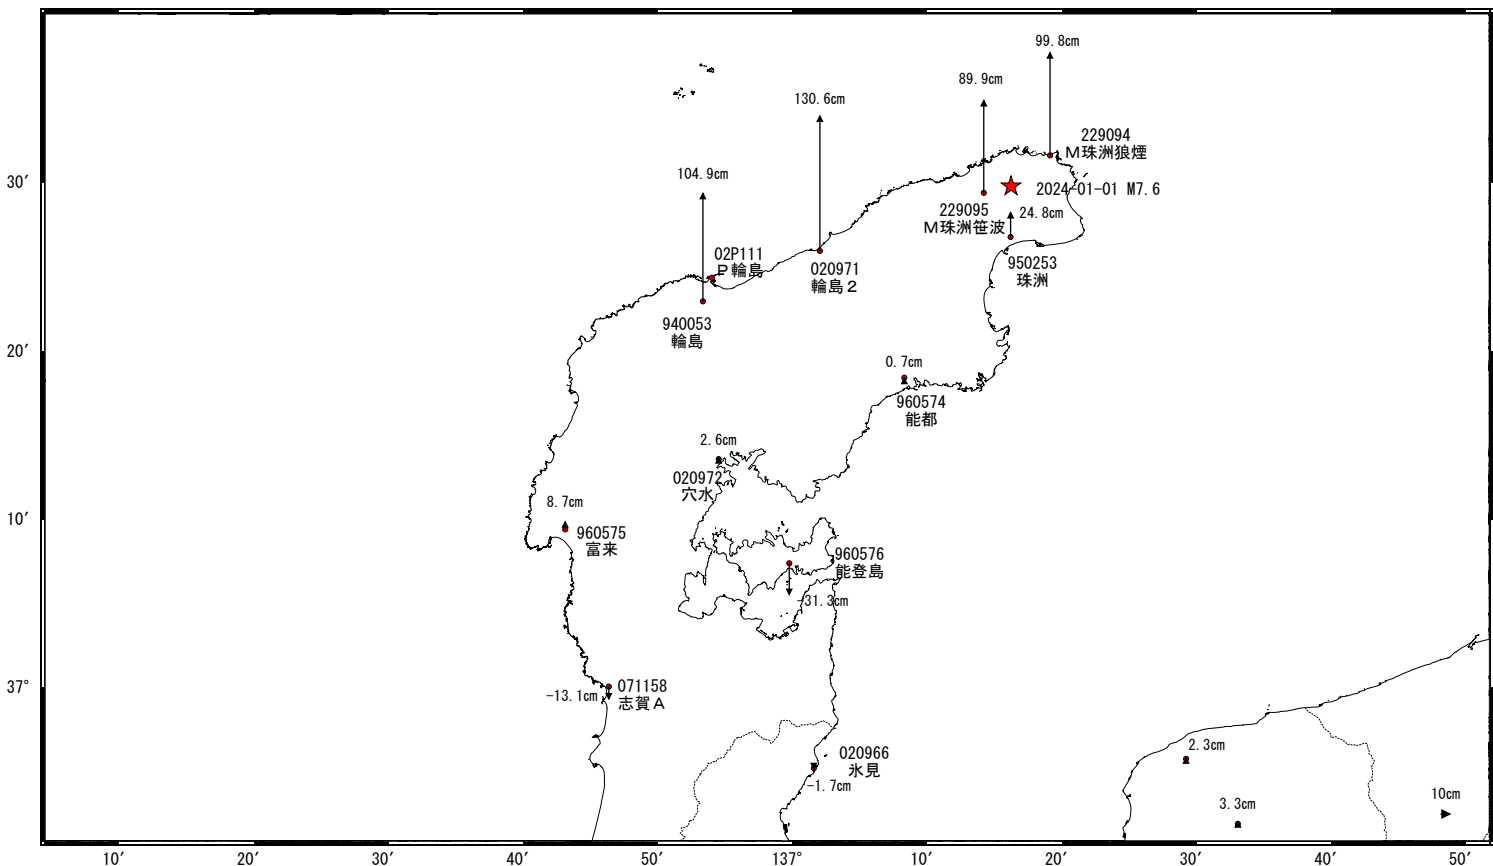 99.8cm
89.9cm
130.6cm
229094
M珠洲狼煙
104.9cm
30′
2024-01-01 M7.6
229095
M珠洲笹波
24.8cm
02P111
P輪島
020971
輪島2
950253
珠洲
940053
輪島
20′
0.7cm
960574
能都
2.6cm
020972
穴水
8.7cm
10′
960575
富来
960576
能登島
-31.3cm
37°
-13.1cm
071158
志賀A
020966
氷見
-1.7cm
2.3cm
3.3cm
10cm
10′ 20′ 30′ 40′ 50′ 137° 10′ 20′ 30′ 40′ 50′